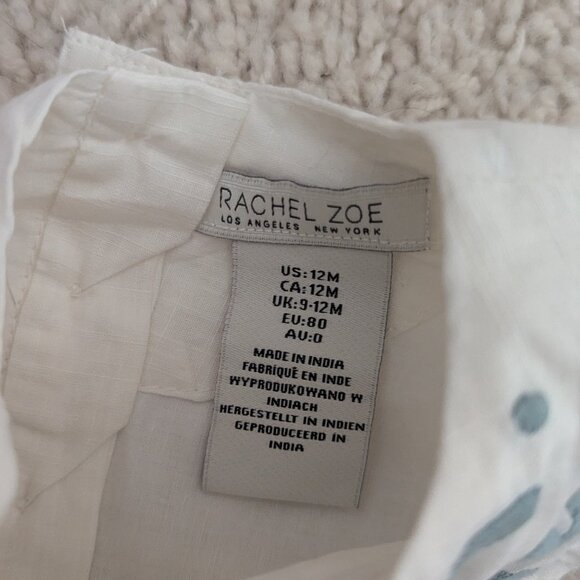 RACHEL ZOE
LOS ANGELES NEW YORK
US: 12M
CA: 12M
UK: 9-12M
EU: 80
AU: 0
MADE IN INDIA
FABRIQUÉ EN INDE
WYPRODUKOWANO W
INDIACH
HERGESTELLT IN INDIEN
GEPRODUCEERD IN
INDIA